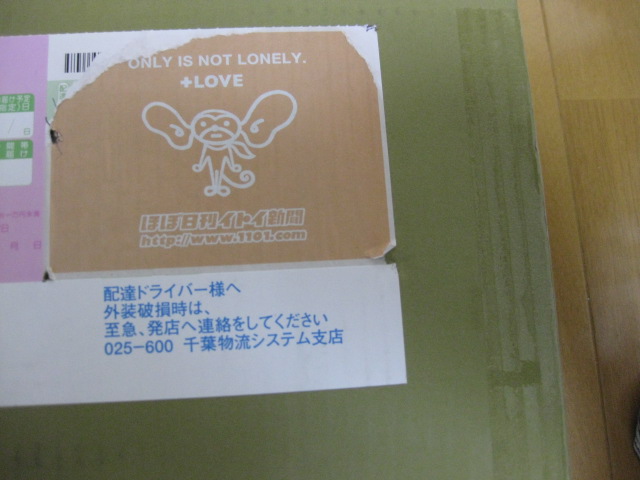 ONLY IS NOT LONELY.
+LOVE
ほぼ日刊イトイ新聞
http://www.1101.com
配達ドライバー様へ
外装破損時は、
至急、発店へ連絡をしてください
025-600 千葉物流システム支店
日
月 日